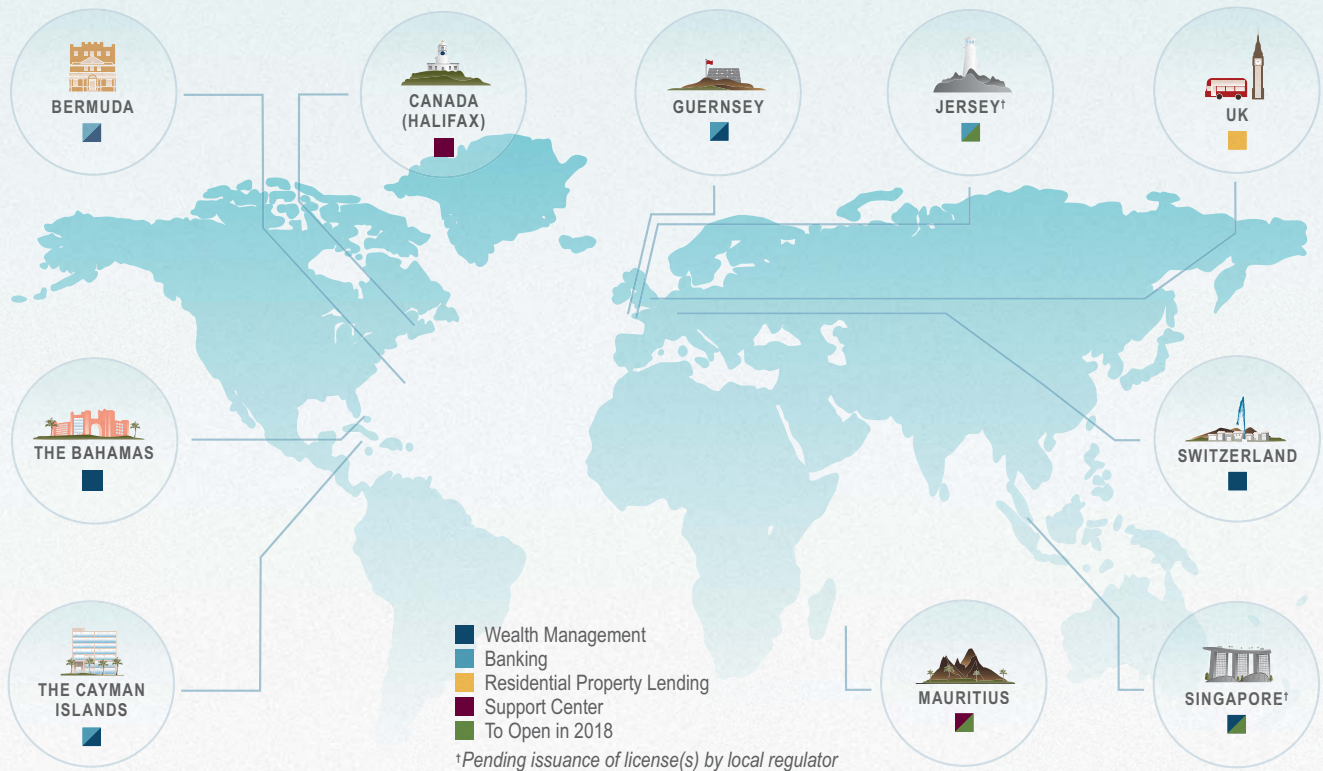 BERMUDA
CANADA
(HALIFAX)
GUERNSEY
JERSEY†
UK
THE BAHAMAS
SWITZERLAND
THE CAYMAN
ISLANDS
MAURITIUS
SINGAPORE†
Wealth Management
Banking
Residential Property Lending
Support Center
To Open in 2018
†Pending issuance of license(s) by local regulator